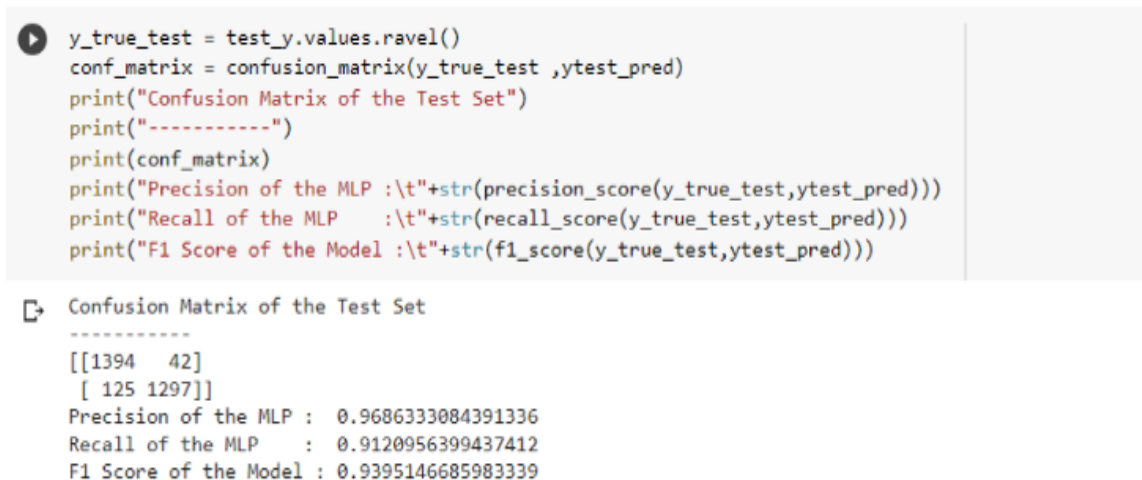 y_true_test = test_y.values.ravel()
conf_matrix = confusion_matrix(y_true_test ,ytest_pred)
print("Confusion Matrix of the Test Set")
print("-----------")
print(conf_matrix)
print("Precision of the MLP :\t"+str(precision_score(y_true_test,ytest_pred)))
print("Recall of the MLP    :\t"+str(recall_score(y_true_test,ytest_pred)))
print("F1 Score of the Model :\t"+str(f1_score(y_true_test,ytest_pred)))
Confusion Matrix of the Test Set
-----------
[[1394   42]
 [ 125 1297]]
Precision of the MLP :  0.9686333084391336
Recall of the MLP    :  0.9120956399437412
F1 Score of the Model : 0.9395146685983339